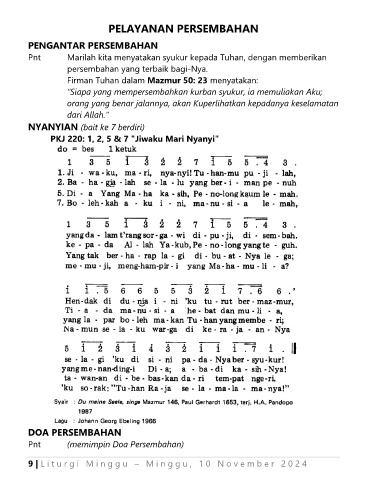 PELAYANAN PERSEMBAHAN
PENGANTAR PERSEMBAHAN
Pnt Marilah kita menyatakan syukur kepada Tuhan, dengan memberikan
persembahan yang terbaik bagi-Nya.
Firman Tuhan dalam Mazmur 50: 23 menyatakan:
"Siapa yang mempersembahkan kurban syukur, ia memuliakan Aku;
orang yang benar jalannya, akan Kuperlihatkan kepadanya keselamatan
dari Allah."
NYANYIAN (bait ke 7 berdiri)
PKJ 220: 1, 2, 5 & 7 "Jiwaku Mari Nyanyi"
do = bes 1 ketuk
1 3 5 1 3 2 2 7 1 5 5 . 4 3 .
1. Ji - wa - ku, ma - ri, nya-nyi! Tu - han-mu pu - ji - lah,
2. Ba - ha - gia - lah se - la - lu yang ber - i - man pe - nuh
5. Di - a Yang Ma - ha ka - sih, Pe - no-long kaum le - mah.
7. Bo - leh - kah a - ku i - ni, ma - nu - si - a le - mah,
1 3 5 1 3 2 2 7 1 5 5 . 4 3 .
yang da - lam t'rang sor - ga - wi di - pu - ji, di - sem - bah.
ke - pa - da Al - lah Ya-kub, Pe - no - long yang te - guh.
Yang tak ber - ha - rap la - gi di - bu - at - Nya le - ga;
me - mu - ji, meng-ham-pir - i yang Ma - ha - mu - li - a?
1 1 . 5 6 6 5 5 3 2 1 7 . 6 6 .'
Hen-dak di du - nia i - ni 'ku tu - rut ber - maz-mur,
Ti - a - da ma - nu - si - a he - bat dan mu - li - a,
yang la - par bo - leh ma - kan Tu - han yang membe - ri;
Na - mun se - ia - ku war-ga di ke - ra - ja - an - Nya
5 1 2 3 1 4 3 2 1 1 1 . 7 1 .
se - la - gi 'ku di si - ni pa - da - Nya ber - syu-kur!
yang me - nan-ding-i Di - a; a - ba - di ka - sih -Nya!
ta - wan-an di - be - bas-kan da - ri tem-pat nge-ri,
'ku so - rak: "Tu-han Ra - ja se - la - ma - la - ma-nya!"
Syair : Du meine Seele, singe Mazmur 146, Paul Gerhardt 1653, terj. H.A. Pandopo
1987
Lagu : Johann Georg Ebeling 1966
DOA PERSEMBAHAN
Pnt (memimpin Doa Persembahan)
9 | Liturgi Minggu – Minggu, 10 November 2024